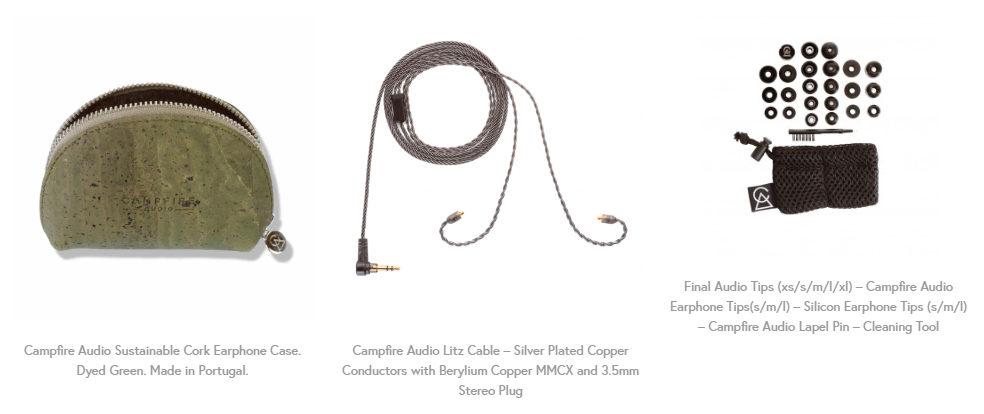 CAMPFIRE
AUDIO
Campfire Audio Sustainable Cork Earphone Case.
Dyed Green. Made in Portugal.
Campfire Audio Litz Cable – Silver Plated Copper
Conductors with Berylium Copper MMCX and 3.5mm
Stereo Plug
Final Audio Tips (xs/s/m/l/xl) – Campfire Audio
Earphone Tips(s/m/l) – Silicon Earphone Tips (s/m/l)
– Campfire Audio Lapel Pin – Cleaning Tool